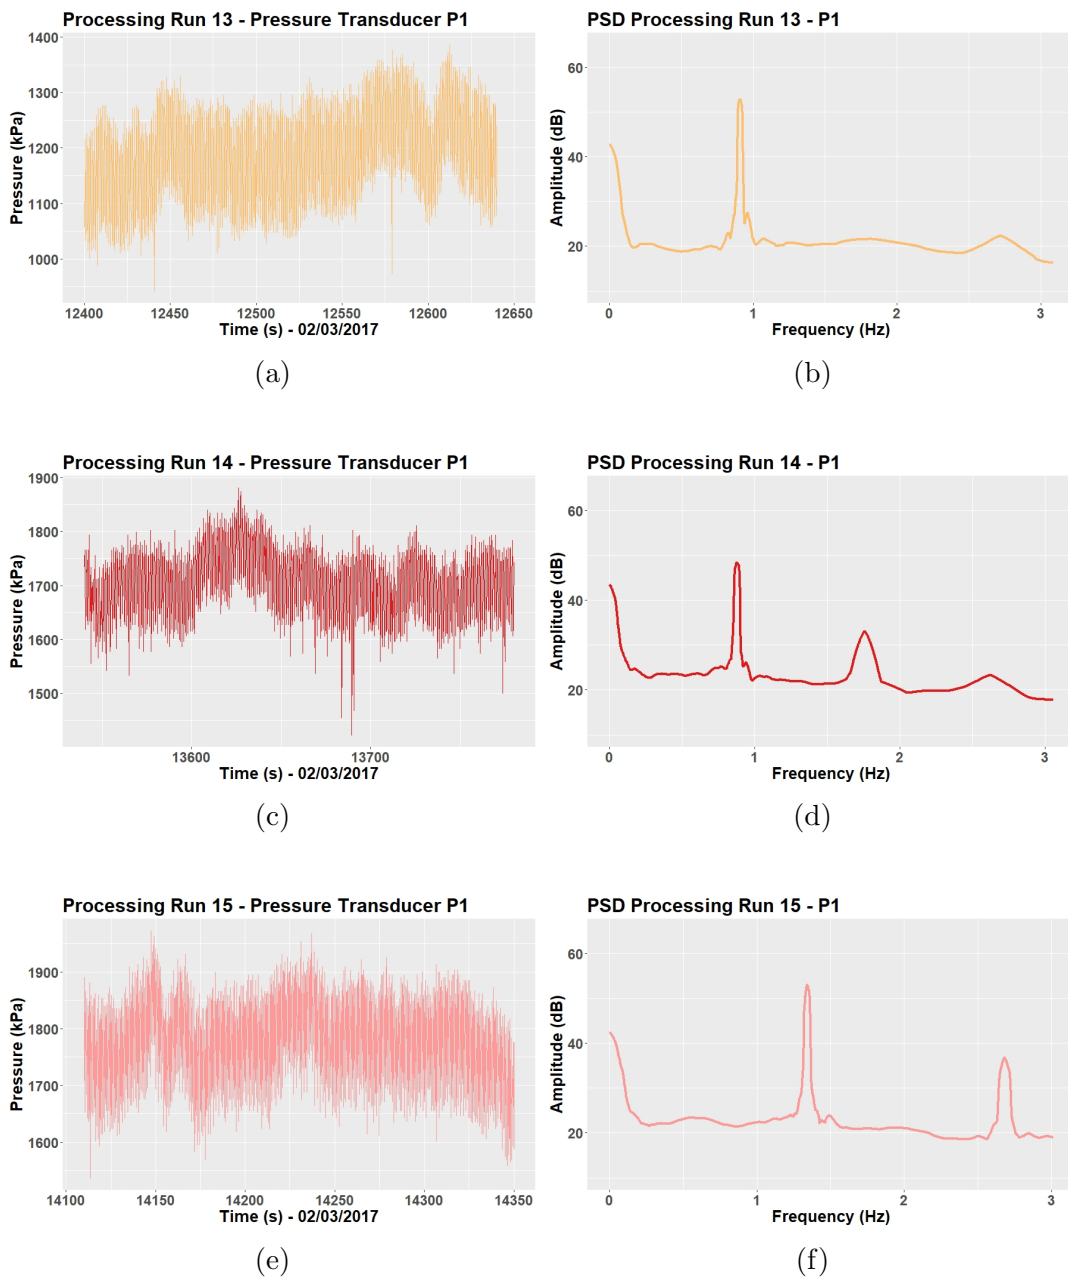 Processing Run 13 - Pressure Transducer P1
1400
1300
1200
1100
1000
Pressure (kPa)
12400 12450 12500 12550 12600 12650
Time (s) - 02/03/2017
(a)
PSD Processing Run 13 - P1
60
40
20
Amplitude (dB)
0 1 2 3
Frequency (Hz)
(b)
Processing Run 14 - Pressure Transducer P1
1900
1800
1700
1600
1500
Pressure (kPa)
13600 13700
Time (s) - 02/03/2017
(c)
PSD Processing Run 14 - P1
60
40
20
Amplitude (dB)
0 1 2 3
Frequency (Hz)
(d)
Processing Run 15 - Pressure Transducer P1
1900
1800
1700
1600
Pressure (kPa)
14100 14150 14200 14250 14300 14350
Time (s) - 02/03/2017
(e)
PSD Processing Run 15 - P1
60
40
20
Amplitude (dB)
0 1 2 3
Frequency (Hz)
(f)